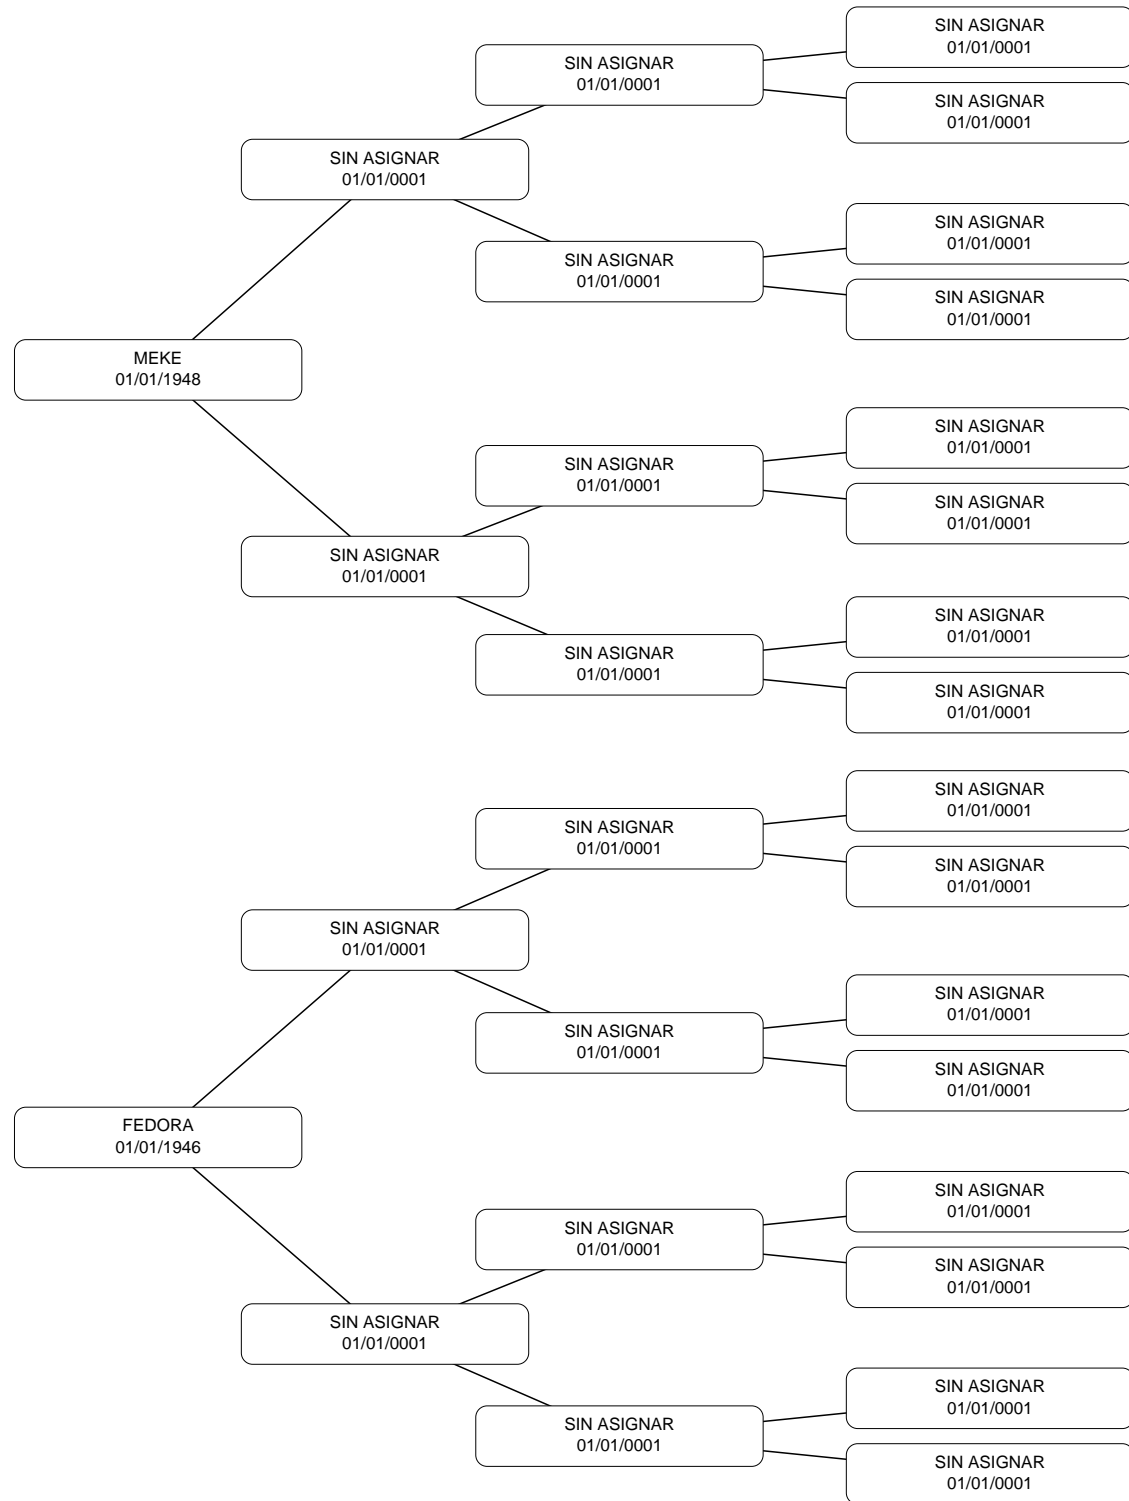 SIN ASIGNAR
01/01/0001
SIN ASIGNAR
01/01/0001
SIN ASIGNAR
01/01/0001
SIN ASIGNAR
01/01/0001
SIN ASIGNAR
01/01/0001
SIN ASIGNAR
01/01/0001
SIN ASIGNAR
01/01/0001
MEKE
01/01/1948
SIN ASIGNAR
01/01/0001
SIN ASIGNAR
01/01/0001
SIN ASIGNAR
01/01/0001
SIN ASIGNAR
01/01/0001
SIN ASIGNAR
01/01/0001
SIN ASIGNAR
01/01/0001
SIN ASIGNAR
01/01/0001
SIN ASIGNAR
01/01/0001
SIN ASIGNAR
01/01/0001
SIN ASIGNAR
01/01/0001
SIN ASIGNAR
01/01/0001
SIN ASIGNAR
01/01/0001
SIN ASIGNAR
01/01/0001
SIN ASIGNAR
01/01/0001
SIN ASIGNAR
01/01/0001
FEDORA
01/01/1946
SIN ASIGNAR
01/01/0001
SIN ASIGNAR
01/01/0001
SIN ASIGNAR
01/01/0001
SIN ASIGNAR
01/01/0001
SIN ASIGNAR
01/01/0001
SIN ASIGNAR
01/01/0001
SIN ASIGNAR
01/01/0001